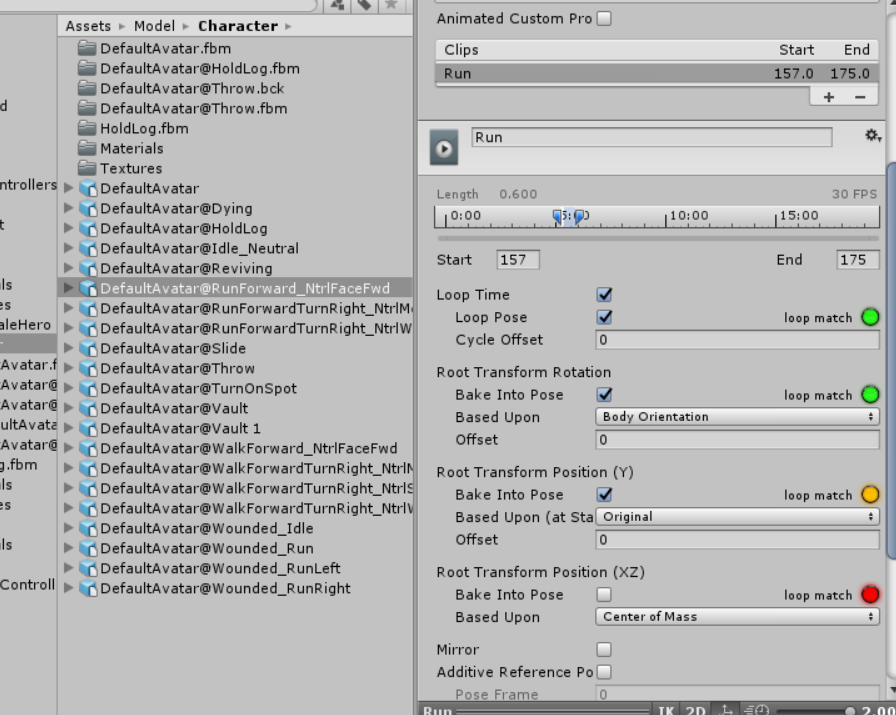 Assets ▸ Model ▸ Character ▸
DefaultAvatar.fbm
DefaultAvatar@HoldLog.fbm
DefaultAvatar@Throw.bck
DefaultAvatar@Throw.fbm
HoldLog.fbm
Materials
Textures
DefaultAvatar
DefaultAvatar@Dying
DefaultAvatar@HoldLog
DefaultAvatar@Idle_Neutral
DefaultAvatar@Reviving
DefaultAvatar@RunForward_NtrlFaceFwd
DefaultAvatar@RunForwardTurnRight_NtrlM
DefaultAvatar@RunForwardTurnRight_NtrlW
DefaultAvatar@Slide
DefaultAvatar@Throw
DefaultAvatar@TurnOnSpot
DefaultAvatar@Vault
DefaultAvatar@Vault 1
DefaultAvatar@WalkForward_NtrlFaceFwd
DefaultAvatar@WalkForwardTurnRight_Ntrl
DefaultAvatar@WalkForwardTurnRight_NtrlS
DefaultAvatar@WalkForwardTurnRight_NtrlW
DefaultAvatar@Wounded_Idle
DefaultAvatar@Wounded_Run
DefaultAvatar@Wounded_RunLeft
DefaultAvatar@Wounded_RunRight
d
ntrollers
t
ls
es
aleHero
Avatar.f
tAvatar@
tAvatar@
ultAvata
tAvatar@
g.fbm
ls
es
ls
Controll
Animated Custom Pro
Clips Start End
Run 157.0 175.0
+ −
Run
Length 0.600 30 FPS
0:00 5:00 10:00 15:00
Start 157 End 175
Loop Time
Loop Pose loop match
Cycle Offset 0
Root Transform Rotation
Bake Into Pose loop match
Based Upon Body Orientation
Offset 0
Root Transform Position (Y)
Bake Into Pose loop match
Based Upon (at Sta Original
Offset 0
Root Transform Position (XZ)
Bake Into Pose loop match
Based Upon Center of Mass
Mirror
Additive Reference Po
Pose Frame 0
Run IK 2D 2.00